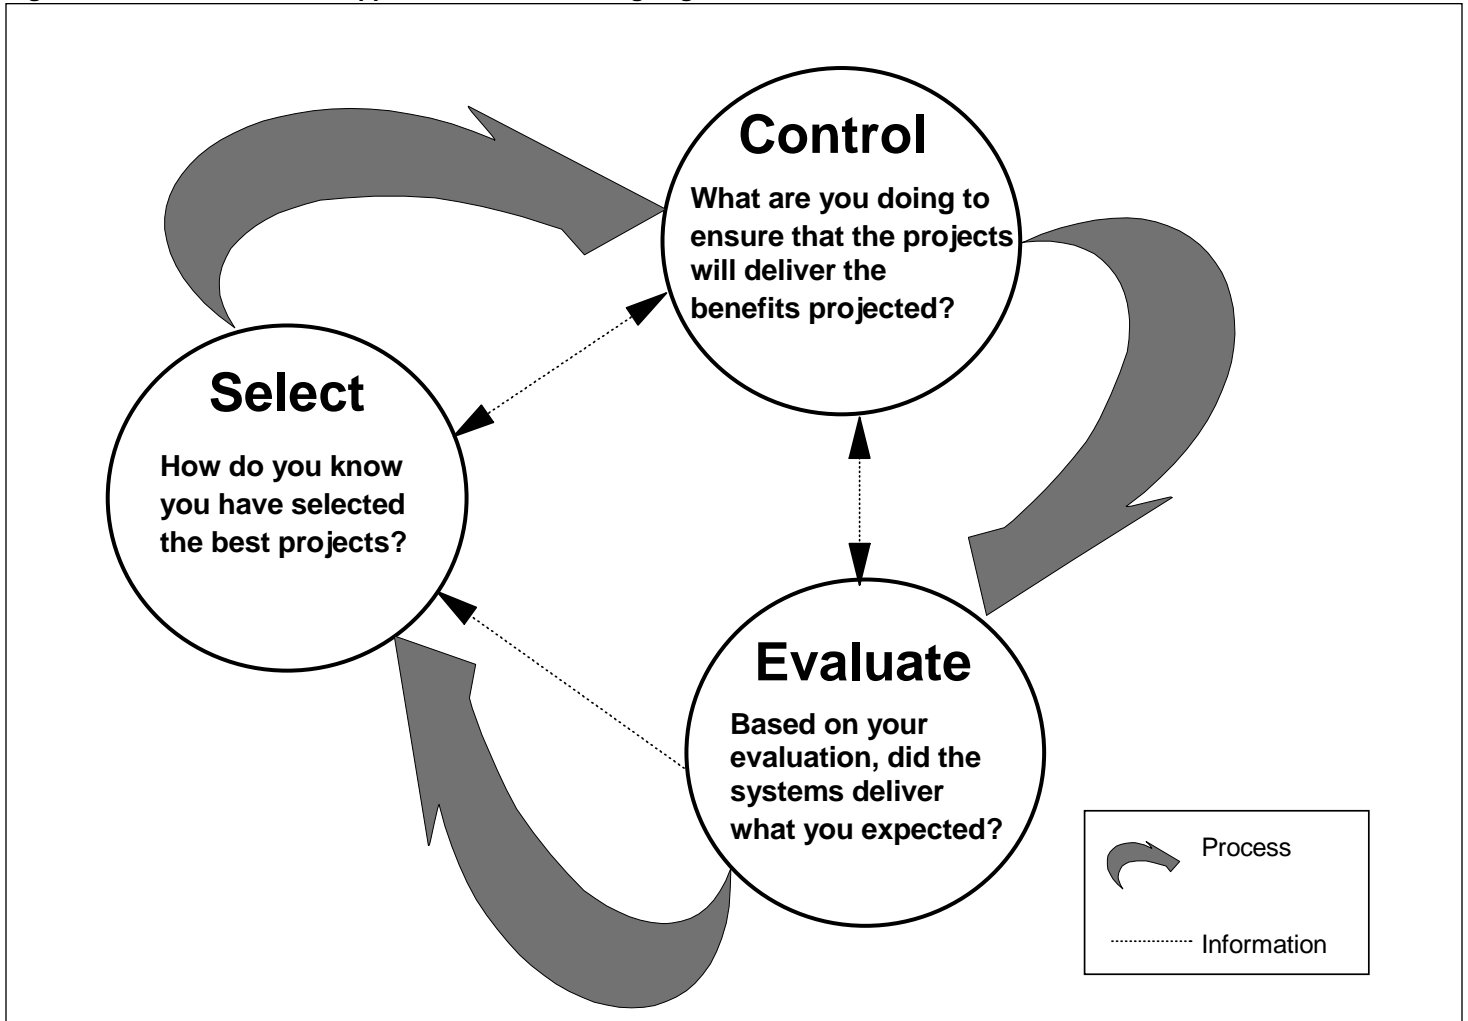 Control
What are you doing to
ensure that the projects
will deliver the
benefits projected?
Select
How do you know
you have selected
the best projects?
Evaluate
Based on your
evaluation, did the
systems deliver
what you expected?
Process
Information